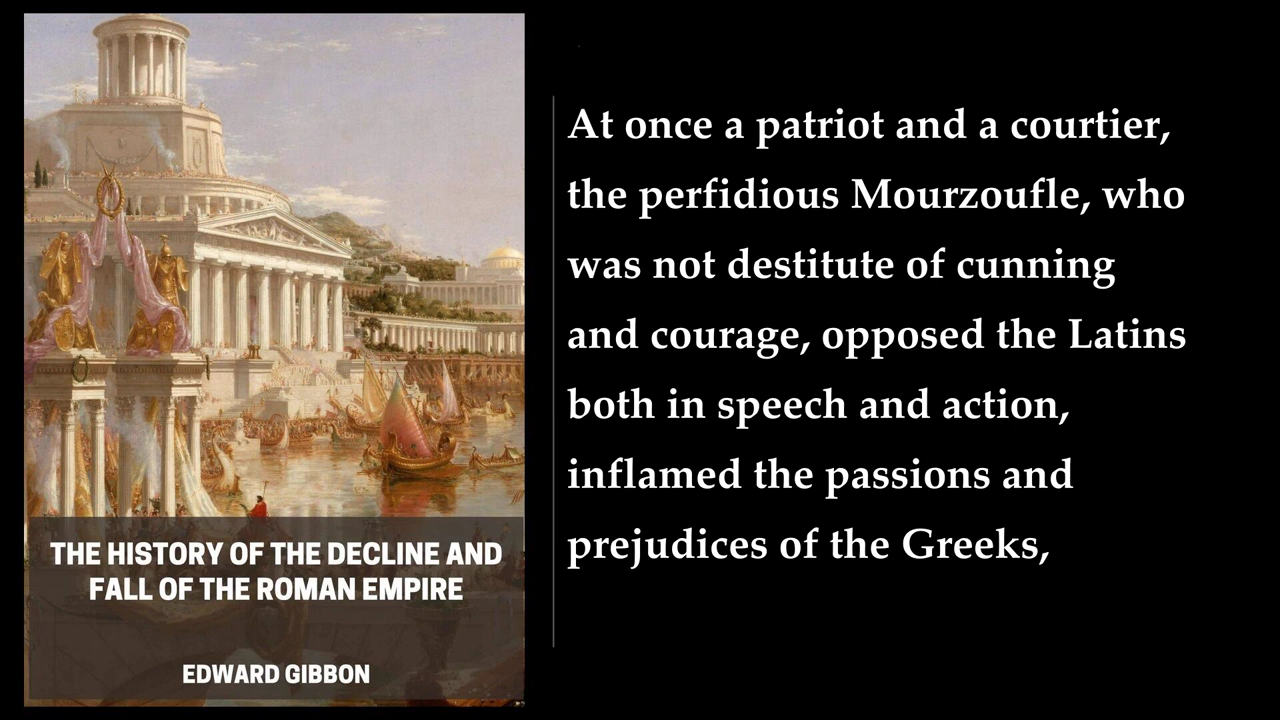 THE HISTORY OF THE DECLINE AND
FALL OF THE ROMAN EMPIRE
EDWARD GIBBON
At once a patriot and a courtier,
the perfidious Mourzoufle, who
was not destitute of cunning
and courage, opposed the Latins
both in speech and action,
inflamed the passions and
prejudices of the Greeks,